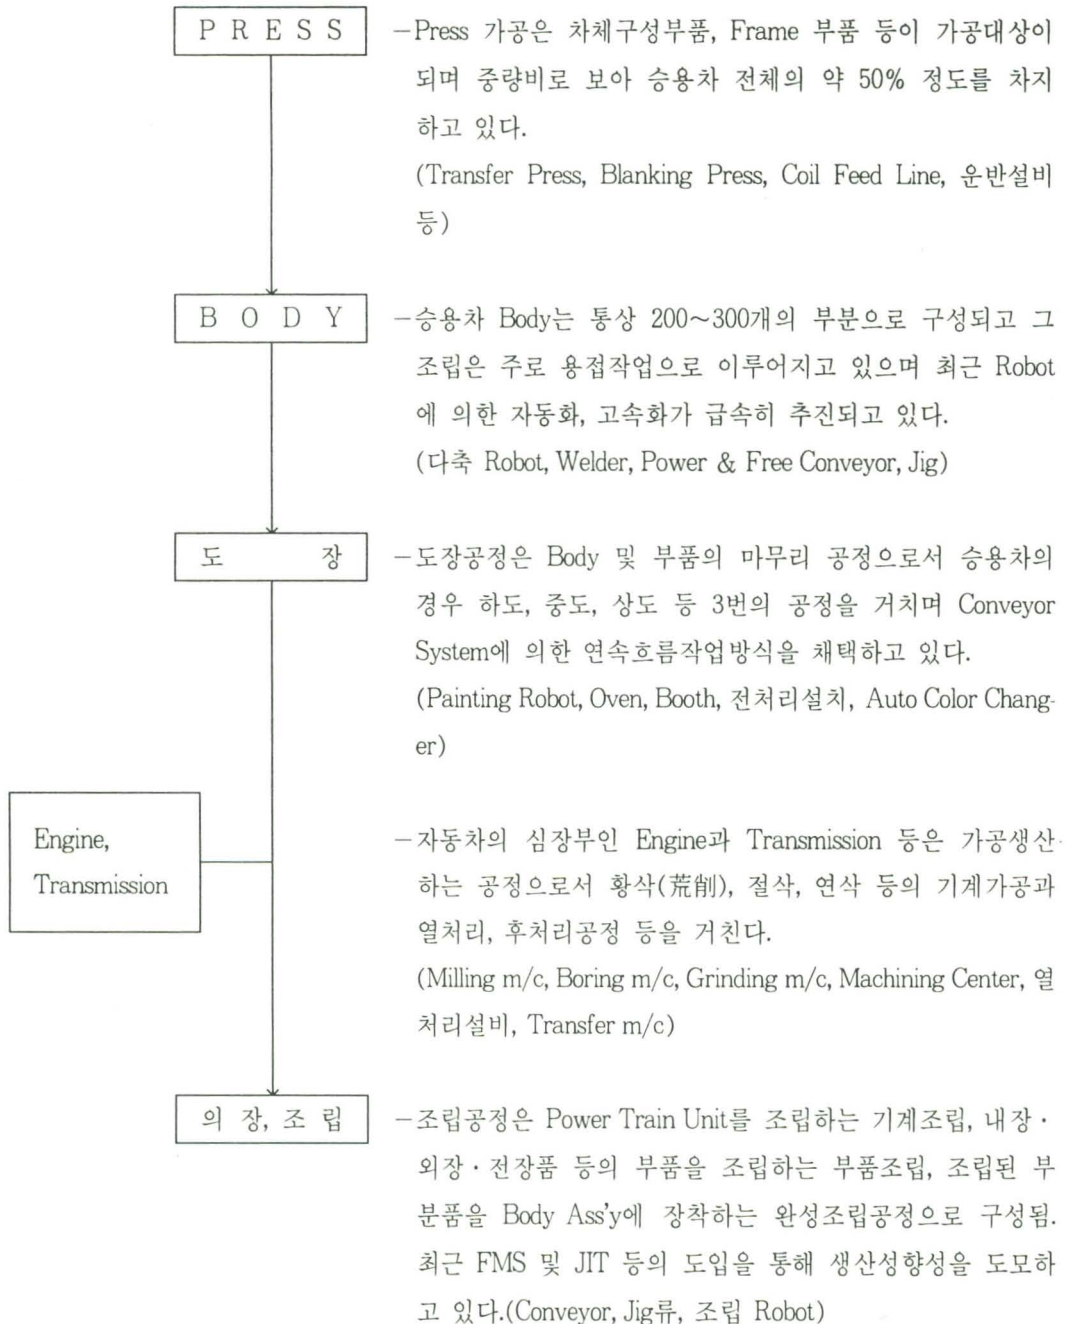 P R E S S
－Press 가공은 차체구성부품, Frame 부품 등이 가공대상이
되며 중량비로 보아 승용차 전체의 약 50% 정도를 차지
하고 있다.
(Transfer Press, Blanking Press, Coil Feed Line, 운반설비
등)
B O D Y
－승용차 Body는 통상 200~300개의 부분으로 구성되고 그
조립은 주로 용접작업으로 이루어지고 있으며 최근 Robot
에 의한 자동화, 고속화가 급속히 추진되고 있다.
(다축 Robot, Welder, Power & Free Conveyor, Jig)
도 장
－도장공정은 Body 및 부품의 마무리 공정으로서 승용차의
경우 하도, 중도, 상도 등 3번의 공정을 거치며 Conveyor
System에 의한 연속흐름작업방식을 채택하고 있다.
(Painting Robot, Oven, Booth, 전처리설치, Auto Color Chang-
er)
Engine,
Transmission
－자동차의 심장부인 Engine과 Transmission 등은 가공생산
하는 공정으로서 황삭(荒削), 절삭, 연삭 등의 기계가공과
열처리, 후처리공정 등을 거친다.
(Milling m/c, Boring m/c, Grinding m/c, Machining Center, 열
처리설비, Transfer m/c)
의 장, 조 립
－조립공정은 Power Train Unit를 조립하는 기계조립, 내장·
외장·전장품 등의 부품을 조립하는 부품조립, 조립된 부
분품을 Body Ass'y에 장착하는 완성조립공정으로 구성됨.
최근 FMS 및 JIT 등의 도입을 통해 생산성향성을 도모하
고 있다.(Conveyor, Jig류, 조립 Robot)